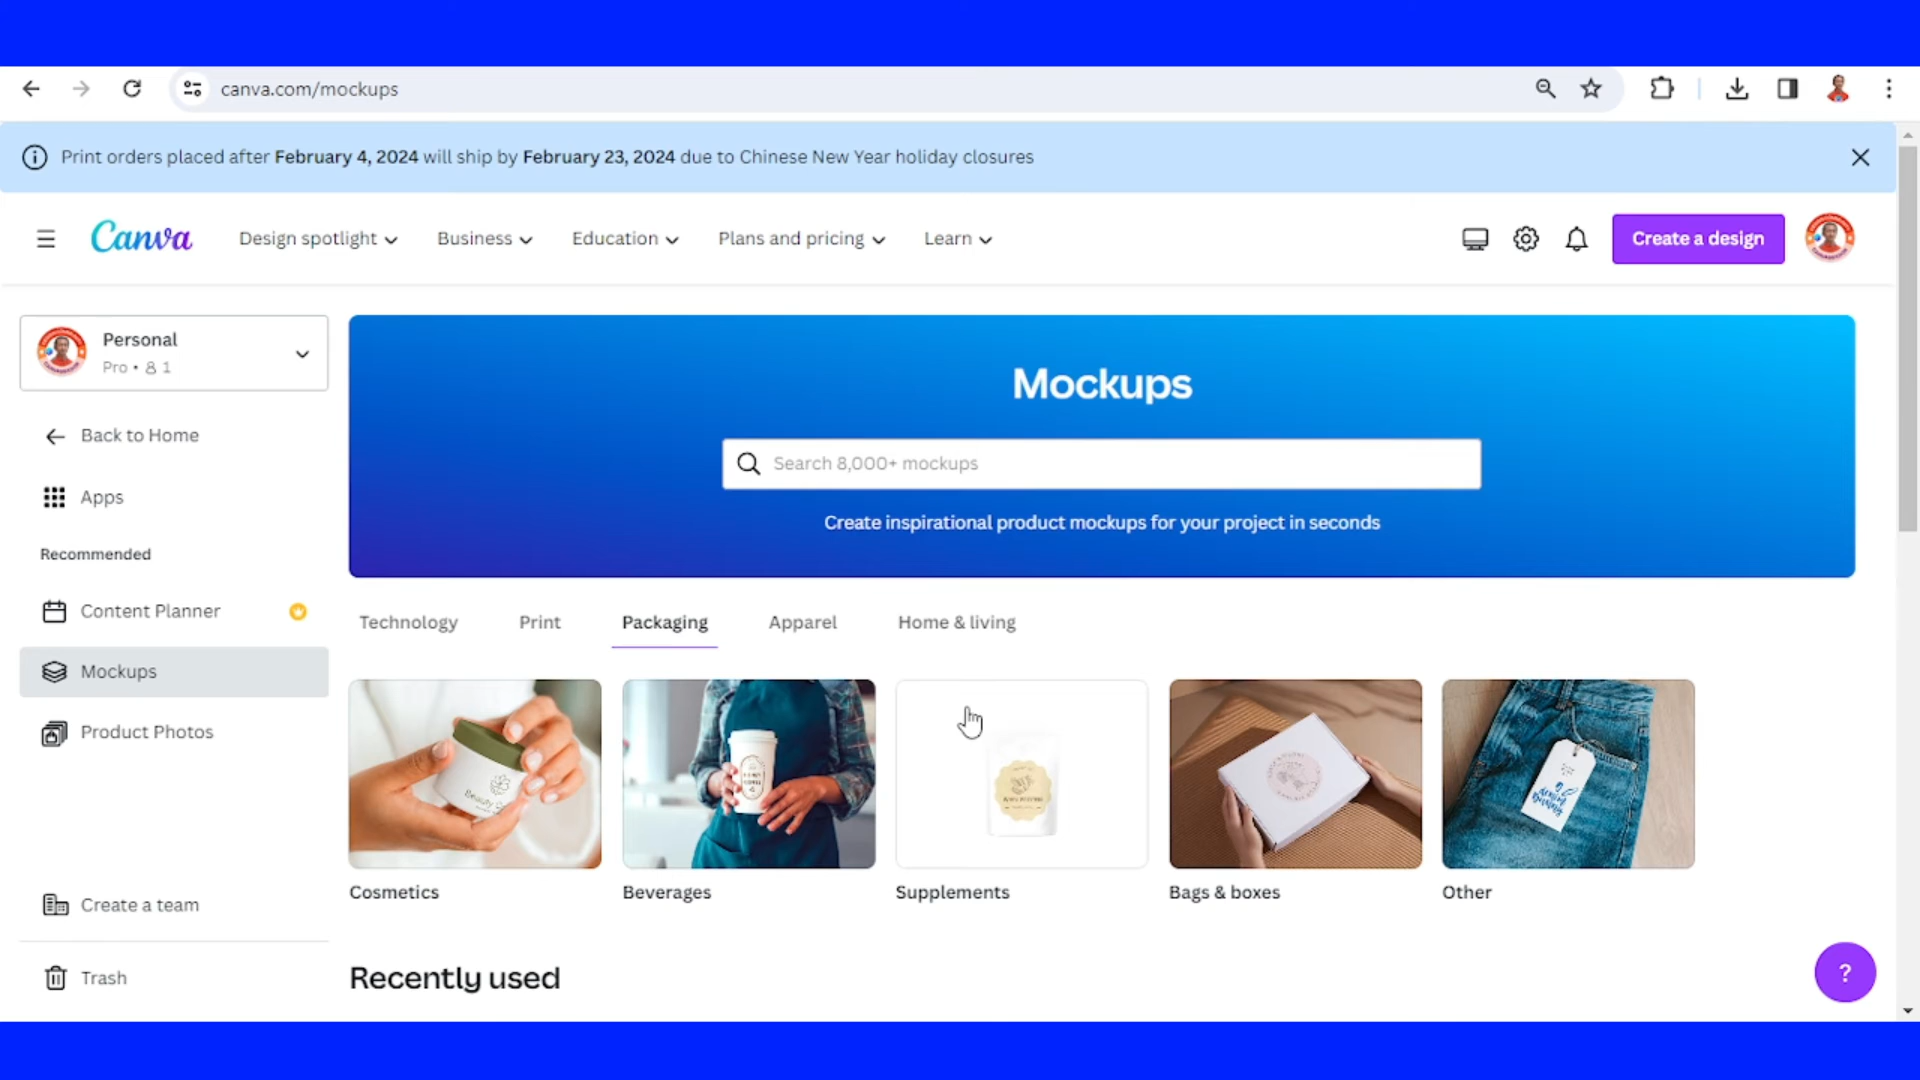 canva.com/mockups
Print orders placed after February 4, 2024 will ship by February 23, 2024 due to Chinese New Year holiday closures
Canva
Design spotlight
Business
Education
Plans and pricing
Learn
Create a design
Personal
Pro • 1
Back to Home
Apps
Recommended
Content Planner
Mockups
Product Photos
Create a team
Trash
Mockups
Search 8,000+ mockups
Create inspirational product mockups for your project in seconds
Technology
Print
Packaging
Apparel
Home & living
Beauty
Cosmetics
Beverages
Supplements
Bags & boxes
Other
Recently used
?